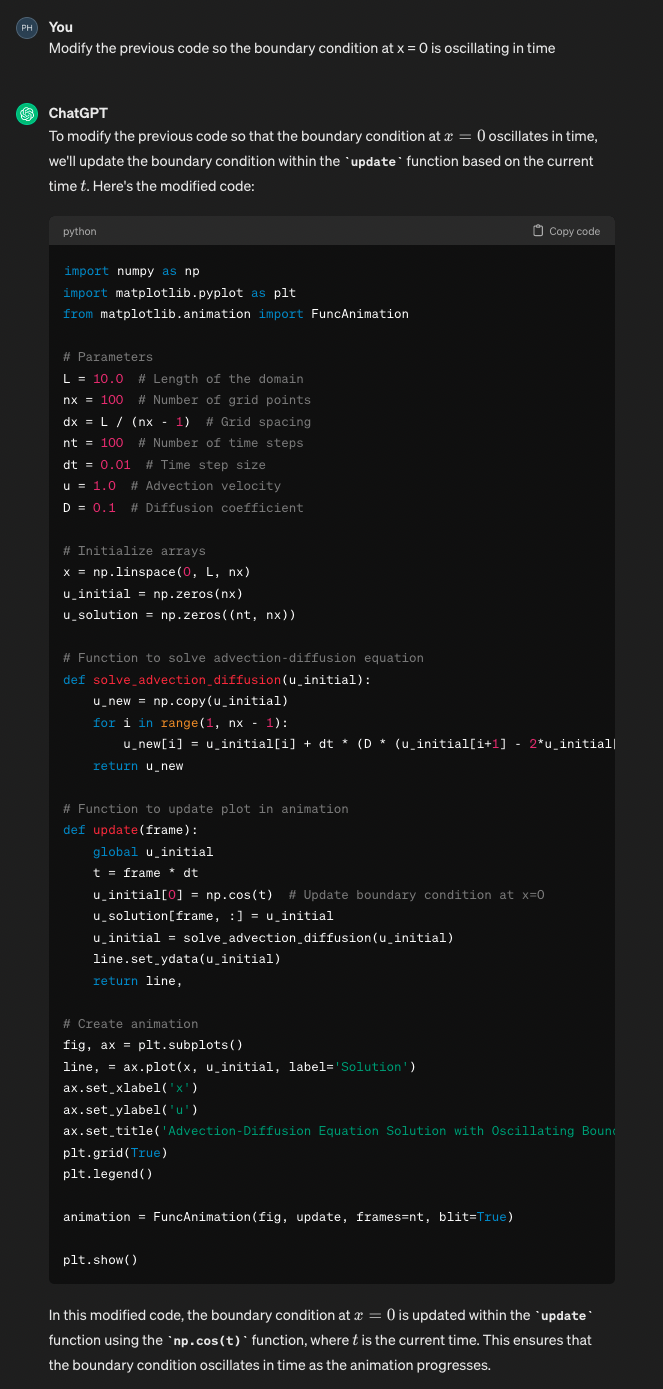 PH
You
Modify the previous code so the boundary condition at x = 0 is oscillating in time
ChatGPT
To modify the previous code so that the boundary condition at x = 0 oscillates in time,
we'll update the boundary condition within the `update` function based on the current
time t. Here's the modified code:
python
Copy code
import numpy as np
import matplotlib.pyplot as plt
from matplotlib.animation import FuncAnimation
# Parameters
L = 10.0  # Length of the domain
nx = 100  # Number of grid points
dx = L / (nx - 1)  # Grid spacing
nt = 100  # Number of time steps
dt = 0.01  # Time step size
u = 1.0  # Advection velocity
D = 0.1  # Diffusion coefficient
# Initialize arrays
x = np.linspace(0, L, nx)
u_initial = np.zeros(nx)
u_solution = np.zeros((nt, nx))
# Function to solve advection-diffusion equation
def solve_advection_diffusion(u_initial):
    u_new = np.copy(u_initial)
    for i in range(1, nx - 1):
        u_new[i] = u_initial[i] + dt * (D * (u_initial[i+1] - 2*u_initial[
    return u_new
# Function to update plot in animation
def update(frame):
    global u_initial
    t = frame * dt
    u_initial[0] = np.cos(t)  # Update boundary condition at x=0
    u_solution[frame, :] = u_initial
    u_initial = solve_advection_diffusion(u_initial)
    line.set_ydata(u_initial)
    return line,
# Create animation
fig, ax = plt.subplots()
line, = ax.plot(x, u_initial, label='Solution')
ax.set_xlabel('x')
ax.set_ylabel('u')
ax.set_title('Advection-Diffusion Equation Solution with Oscillating Boun
plt.grid(True)
plt.legend()
animation = FuncAnimation(fig, update, frames=nt, blit=True)
plt.show()
In this modified code, the boundary condition at x = 0 is updated within the `update`
function using the `np.cos(t)` function, where t is the current time. This ensures that
the boundary condition oscillates in time as the animation progresses.